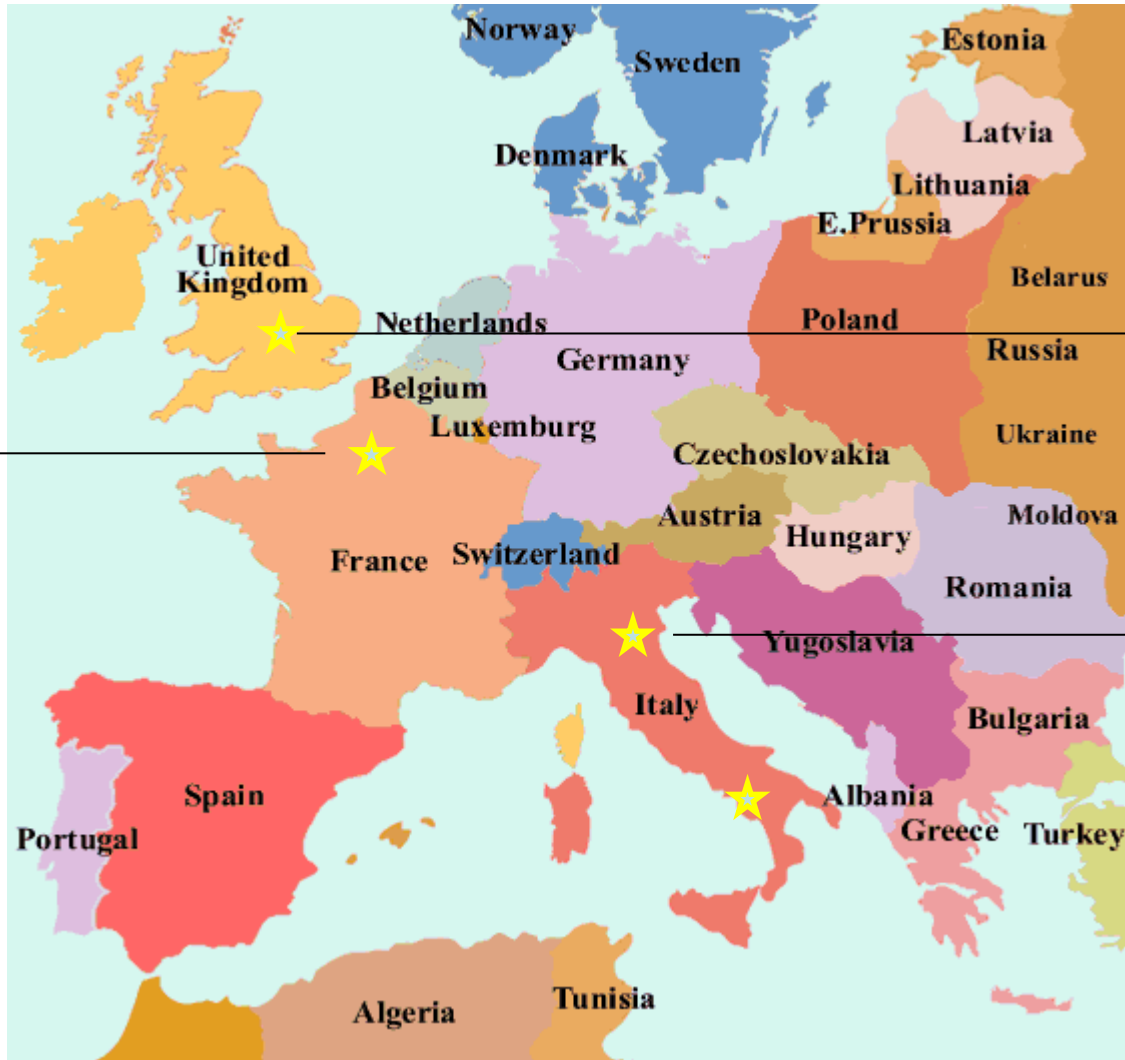 Norway
Sweden
Estonia
Latvia
Denmark
Lithuania
E.Prussia
United
Kingdom
Belarus
Netherlands
Poland
Russia
Germany
Belgium
Luxemburg
Ukraine
Czechoslovakia
Austria
Moldova
Hungary
Switzerland
France
Romania
Yugoslavia
Italy
Bulgaria
Spain
Albania
Portugal
Greece
Turkey
Tunisia
Algeria